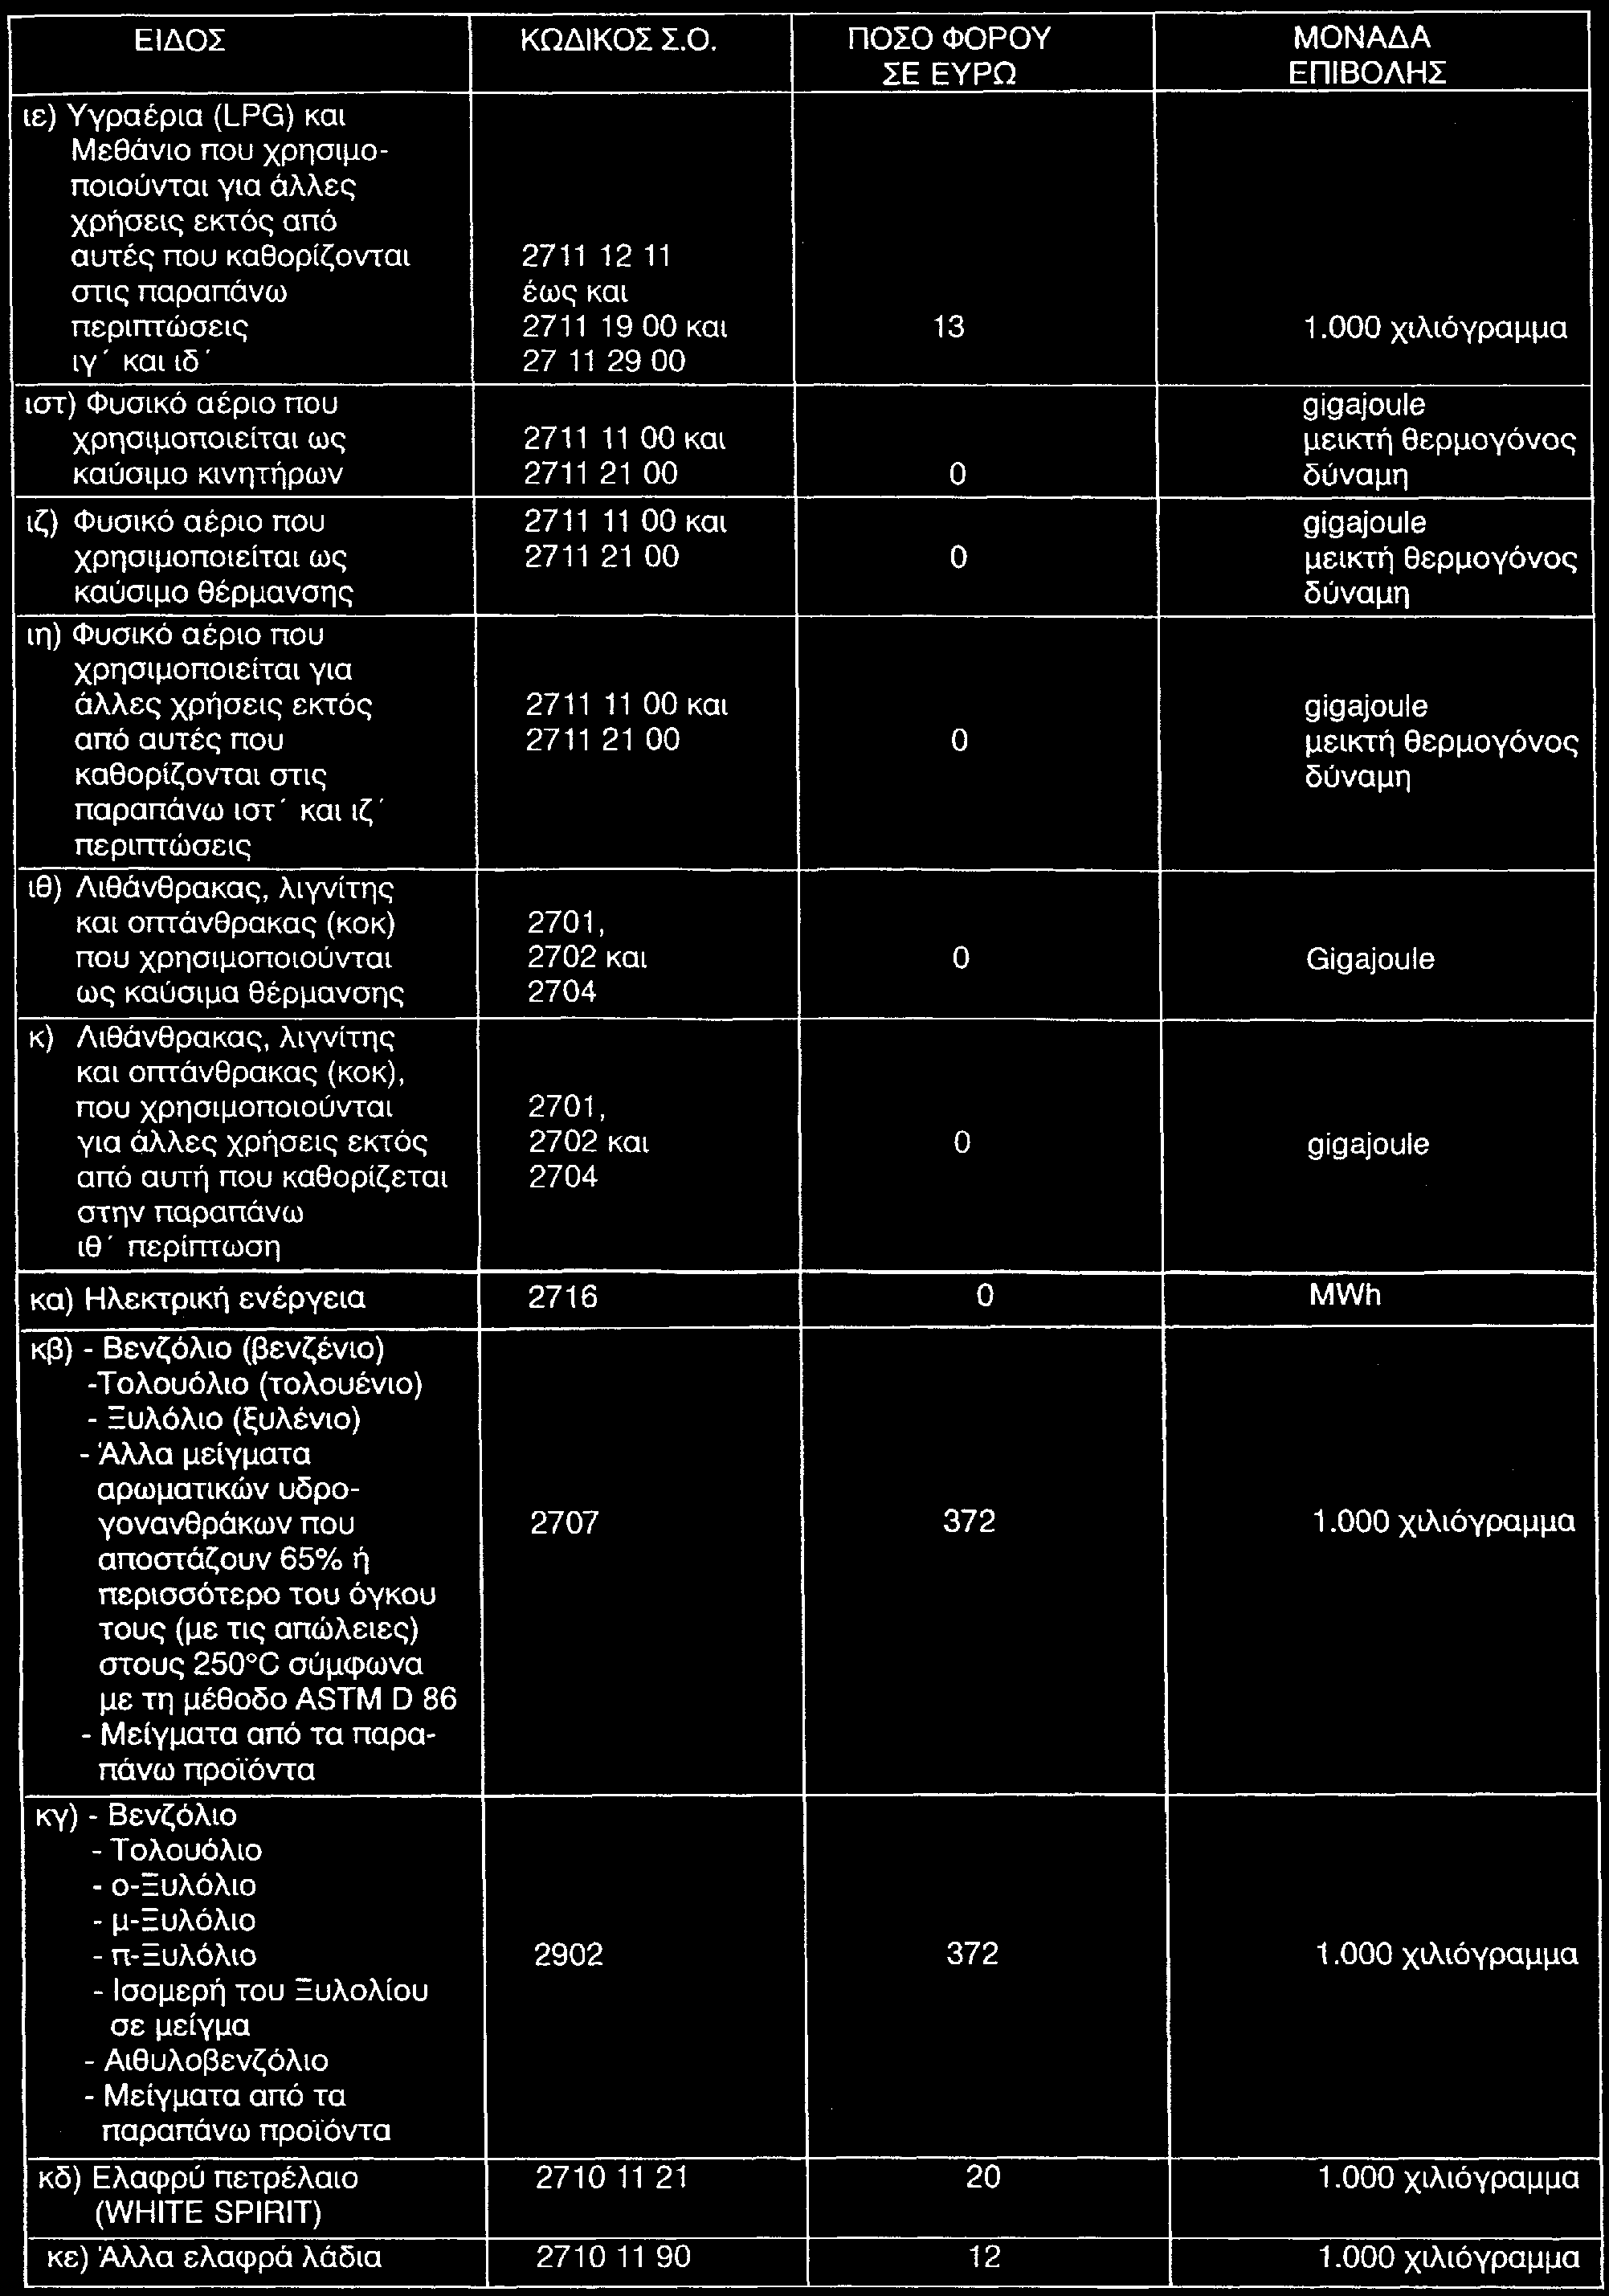 ΕΙΔΟΣ ΚΩΔΙΚΟΣ Σ.Ο. ΠΟΣΟ ΦΟΡΟΥ ΜΟΝΑΔΑ
ΣΕ ΕΥΡΩ ΕΠΙΒΟΛΗΣ
ιε) Υγραέρια (LPG) και
Μεθάνιο που χρησιμο-
ποιούνται για άλλες
χρήσεις εκτός από
αυτές που καθορίζονται 2711 12 11
στις παραπάνω έως και
περιπτώσεις 2711 19 00 και 13 1.000 χιλιόγραμμα
ιγ΄ και ιδ΄ 27 11 29 00
ιστ) Φυσικό αέριο που gigajoule
χρησιμοποιείται ως 2711 11 00 και μεικτή θερμογόνος
καύσιμο κινητήρων 2711 21 00 0 δύναμη
ιζ) Φυσικό αέριο που 2711 11 00 και gigajoule
χρησιμοποιείται ως 2711 21 00 0 μεικτή θερμογόνος
καύσιμο θέρμανσης δύναμη
ιη) Φυσικό αέριο που
χρησιμοποιείται για
άλλες χρήσεις εκτός 2711 11 00 και gigajoule
από αυτές που 2711 21 00 0 μεικτή θερμογόνος
καθορίζονται στις δύναμη
παραπάνω ιστ΄ και ιζ΄
περιπτώσεις
ιθ) Λιθάνθρακας, λιγνίτης
και οπτάνθρακας (κοκ) 2701,
που χρησιμοποιούνται 2702 και 0 Gigajoule
ως καύσιμα θέρμανσης 2704
κ) Λιθάνθρακας, λιγνίτης
και οπτάνθρακας (κοκ),
που χρησιμοποιούνται 2701,
για άλλες χρήσεις εκτός 2702 και 0 gigajoule
από αυτή που καθορίζεται 2704
στην παραπάνω
ιθ΄ περίπτωση
κα) Ηλεκτρική ενέργεια 2716 0 MWh
κβ) - Βενζόλιο (βενζένιο)
-Τολουόλιο (τολουένιο)
- Ξυλόλιο (ξυλένιο)
- Άλλα μείγματα
αρωματικών υδρο-
γονανθράκων που 2707 372 1.000 χιλιόγραμμα
αποστάζουν 65% ή
περισσότερο του όγκου
τους (με τις απώλειες)
στους 250°C σύμφωνα
με τη μέθοδο ASTM D 86
- Μείγματα από τα παρα-
πάνω προϊόντα
κγ) - Βενζόλιο
- Τολουόλιο
- ο-Ξυλόλιο
- μ-Ξυλόλιο
- π-Ξυλόλιο 2902 372 1.000 χιλιόγραμμα
- Ισομερή του Ξυλολίου
σε μείγμα
- Αιθυλοβενζόλιο
- Μείγματα από τα
παραπάνω προϊόντα
κδ) Ελαφρύ πετρέλαιο 2710 11 21 20 1.000 χιλιόγραμμα
(WHITE SPIRIT)
κε) Άλλα ελαφρά λάδια 2710 11 90 12 1.000 χιλιόγραμμα